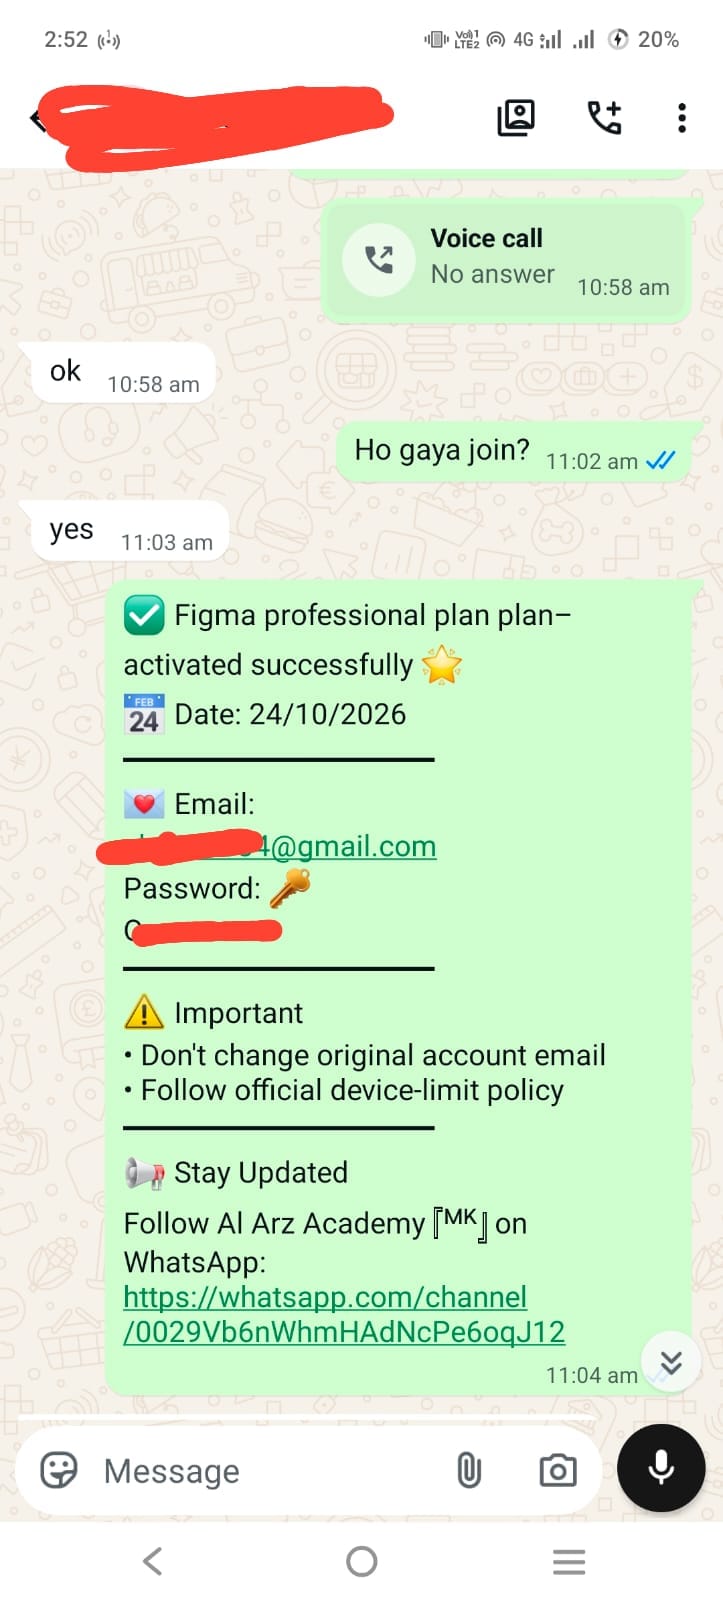 2:52
Vo) 1
LTE2
4G
20%
Voice call
No answer 10:58 am
ok 10:58 am
Ho gaya join? 11:02 am
yes 11:03 am
✅ Figma professional plan plan–
activated successfully 🌟
📅 Date: 24/10/2026
💌 Email:
4@gmail.com
Password: 🔑
⚠️ Important
• Don't change original account email
• Follow official device-limit policy
📢 Stay Updated
Follow Al Arz Academy『ᴹᴷ』on
WhatsApp:
https://whatsapp.com/channel
/0029Vb6nWhmHAdNcPe6oqJ12
11:04 am
Message